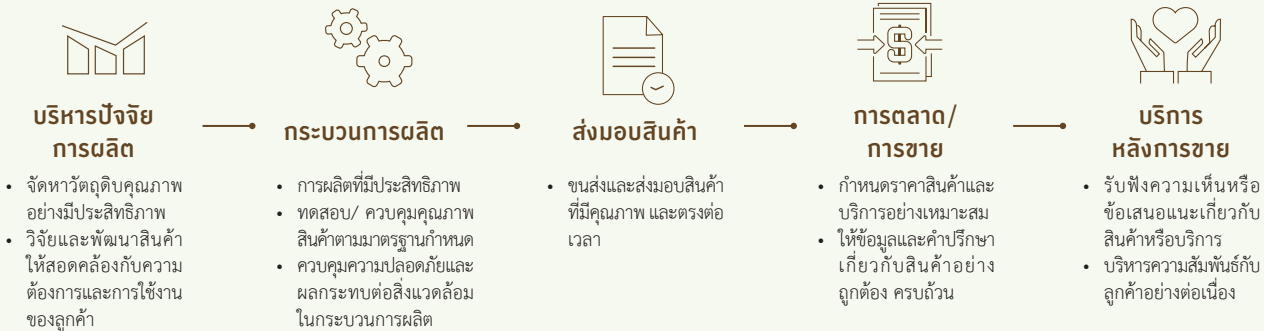 บริหารปัจจัย
การผลิต
• จัดหาวัตถุดิบคุณภาพ
อย่างมีประสิทธิภาพ
• วิจัยและพัฒนาสินค้า
ให้สอดคล้องกับความ
ต้องการและการใช้งาน
ของลูกค้า
กระบวนการผลิต
• การผลิตที่มีประสิทธิภาพ
• ทดสอบ/ ควบคุมคุณภาพ
สินค้าตามมาตรฐานกำหนด
• ควบคุมความปลอดภัยและ
ผลกระทบต่อสิ่งแวดล้อม
ในกระบวนการผลิต
ส่งมอบสินค้า
• ขนส่งและส่งมอบสินค้า
ที่มีคุณภาพ และตรงต่อ
เวลา
$
การตลาด/
การขาย
• กำหนดราคาสินค้าและ
บริการอย่างเหมาะสม
• ให้ข้อมูลและคำปรึกษา
เกี่ยวกับสินค้าอย่าง
ถูกต้อง ครบถ้วน
บริการ
หลังการขาย
• รับฟังความเห็นหรือ
ข้อเสนอแนะเกี่ยวกับ
สินค้าหรือบริการ
• บริหารความสัมพันธ์กับ
ลูกค้าอย่างต่อเนื่อง